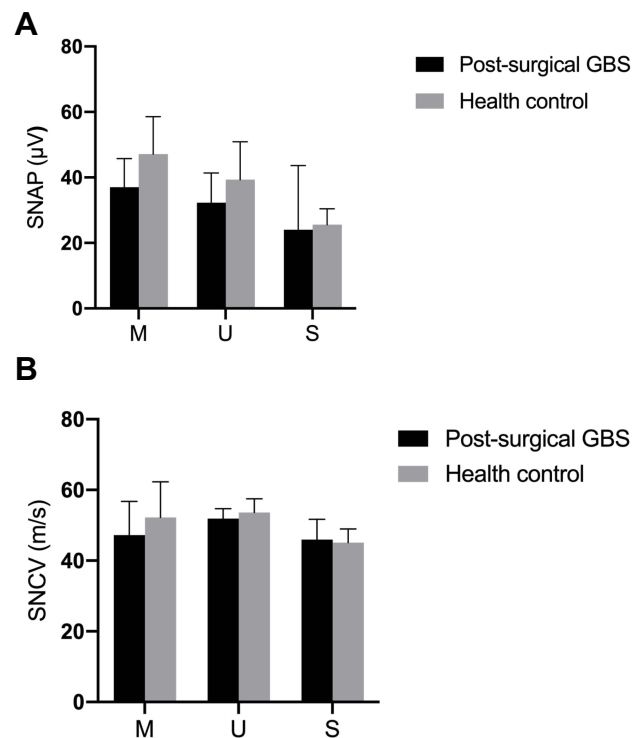 A
80
60
40
20
0
SNAP (μV)
M U S
Post-surgical GBS
Health control
B
80
60
40
20
0
SNCV (m/s)
M U S
Post-surgical GBS
Health control